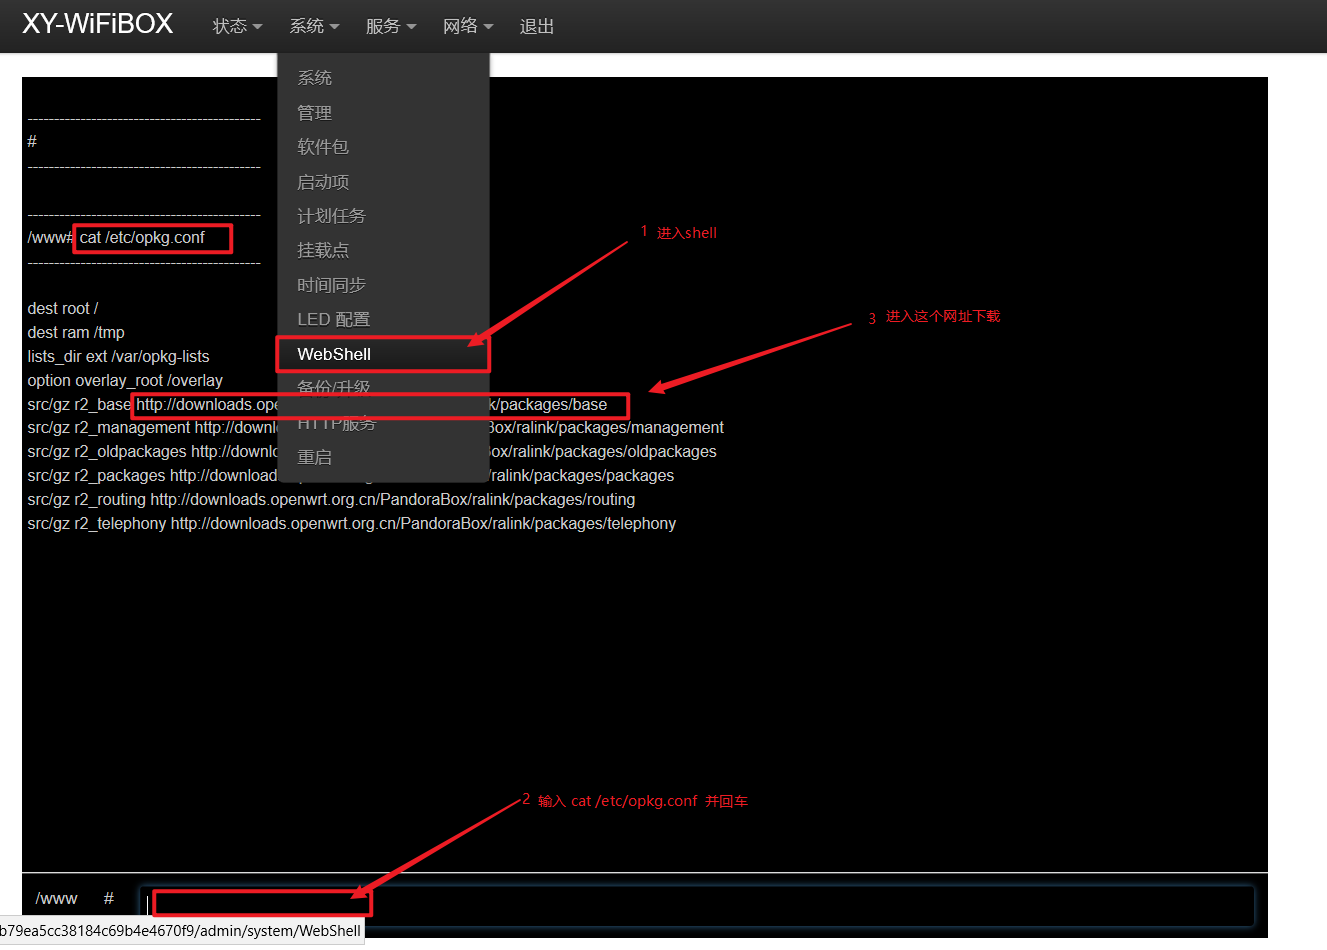 XY-WiFiBOX 状态 系统 服务 网络 退出
系统
管理
软件包
启动项
计划任务
挂载点
时间同步
LED 配置
WebShell
备份/升级
HTTP服务
重启
-------------------------------------------
#
-------------------------------------------
-------------------------------------------
/www# cat /etc/opkg.conf
-------------------------------------------
dest root /
dest ram /tmp
lists_dir ext /var/opkg-lists
option overlay_root /overlay
src/gz r2_base http://downloads.ope k/packages/base
src/gz r2_management http://downl Box/ralink/packages/management
src/gz r2_oldpackages http://downlo Box/ralink/packages/oldpackages
src/gz r2_packages http://download /ralink/packages/packages
src/gz r2_routing http://downloads.openwrt.org.cn/PandoraBox/ralink/packages/routing
src/gz r2_telephony http://downloads.openwrt.org.cn/PandoraBox/ralink/packages/telephony
1 进入shell
3 进入这个网址下载
2 输入 cat /etc/opkg.conf 并回车
/www #
b79ea5cc38184c69b4e4670f9/admin/system/WebShell